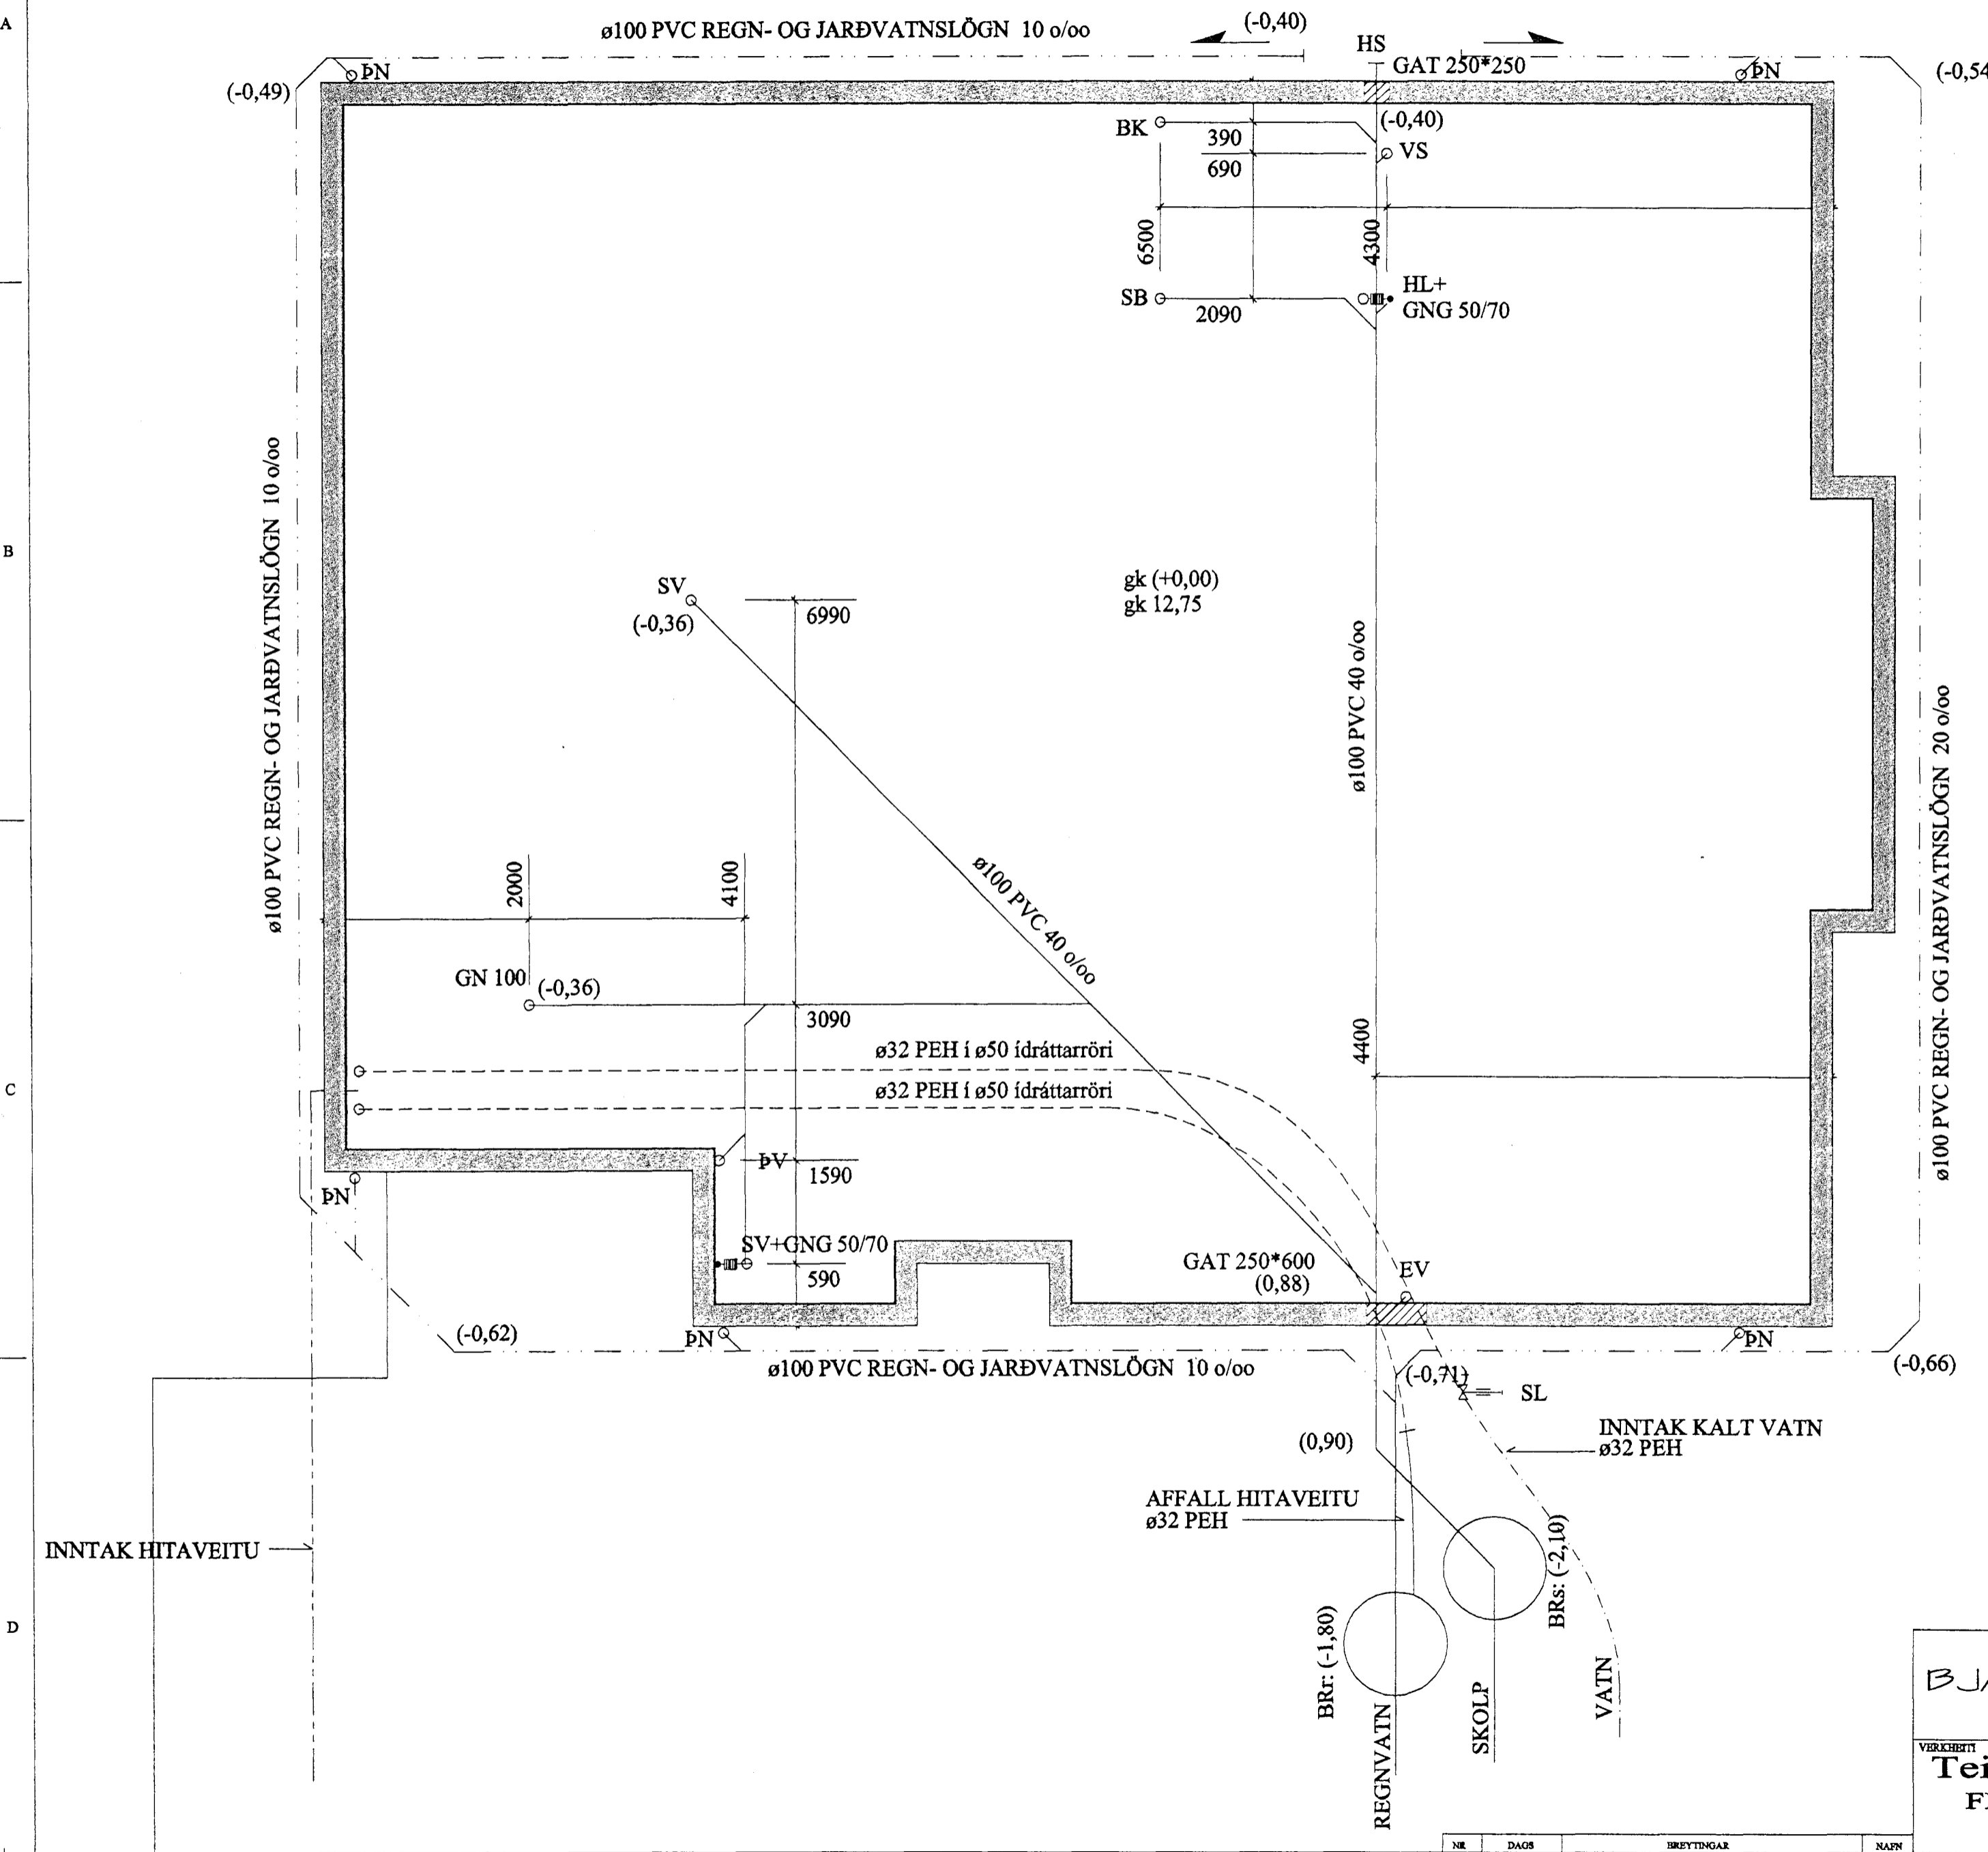 A
ø100 PVC REGN- OG JARÐVATNSLÖGN 10 o/oo
(-0,40)
HS
GAT 250*250
ÞN
ÞN
(-0,49)
(-0,54
BK
390
(-0,40)
VS
690
6500
4300
SB
2090
HL+
GNG 50/70
ø100 PVC REGN- OG JARÐVATNSLÖGN 10 o/oo
B
SV
(-0,36)
6990
gk (+0,00)
gk 12,75
ø100 PVC 40 o/oo
ø100 PVC REGN- OG JARÐVATNSLÖGN 20 o/oo
2000
4100
ø100 PVC 40 o/oo
GN 100
(-0,36)
3090
4400
ø32 PEH í ø50 ídráttarröri
ø32 PEH í ø50 ídráttarröri
C
ÞV
1590
ÞN
SV+GNG 50/70
590
GAT 250*600
(0,88)
EV
(-0,62)
ÞN
ÞN
ø100 PVC REGN- OG JARÐVATNSLÖGN 10 o/oo
(-0,71)
(-0,66)
SL
INNTAK KALT VATN
ø32 PEH
(0,90)
AFFALL HITAVEITU
ø32 PEH
INNTAK HITAVEITU
BRs: (-2,10)
D
BRr: (-1,80)
REGNVATN
SKOLP
VATN
BJ
VERKHEITI
Tei
NR
DAGS
BREYTINGAR
NAFN